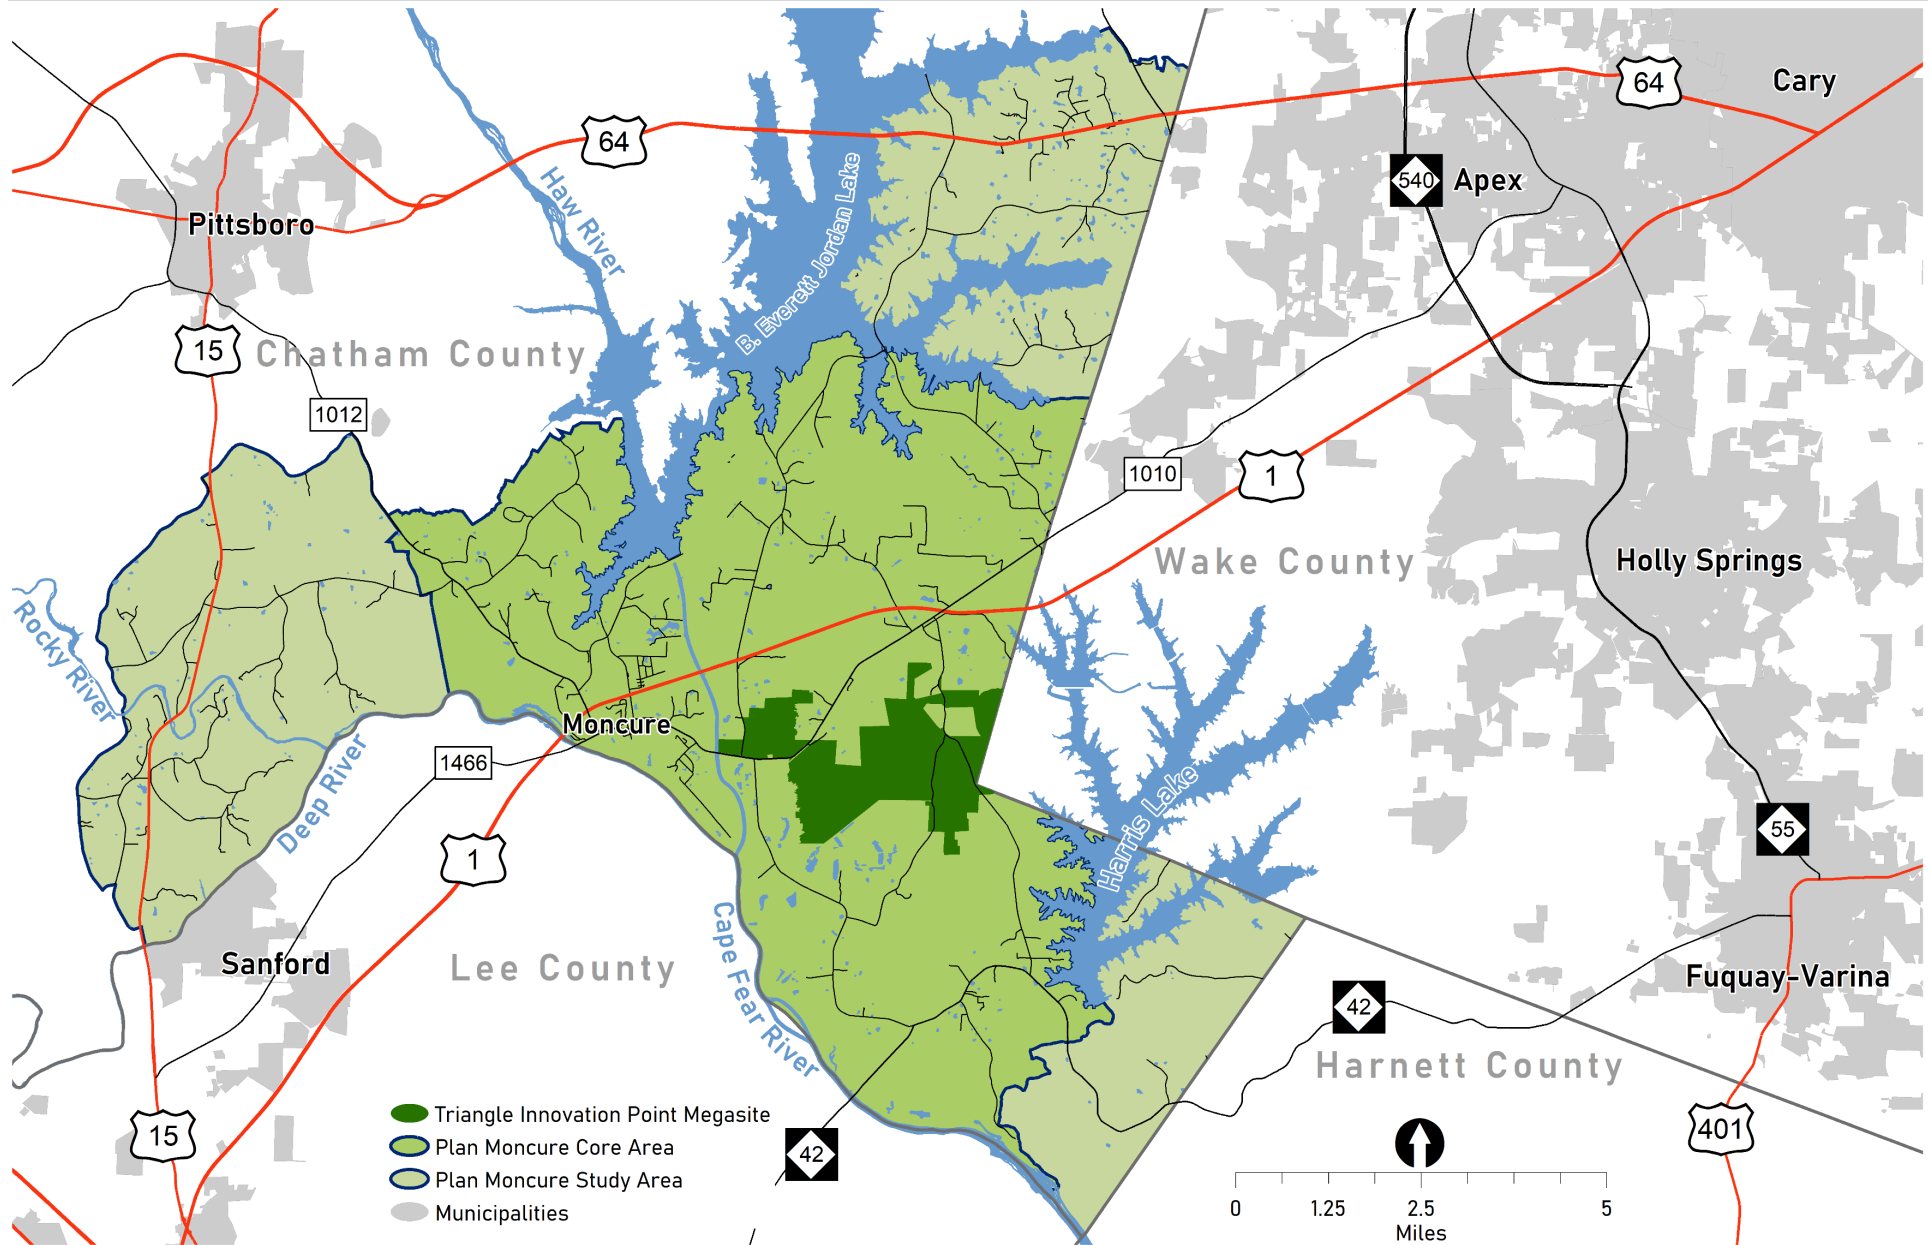 64
Cary
64
540
Apex
Haw River
B. Everett Jordan Lake
Pittsboro
15
Chatham County
1012
1010
1
Wake County
Holly Springs
Rocky River
Moncure
1466
Deep River
1
Harris Lake
55
Cape Fear River
Sanford
Lee County
Fuquay-Varina
42
Harnett County
15
42
401
Triangle Innovation Point Megasite
Plan Moncure Core Area
Plan Moncure Study Area
Municipalities
0 1.25 2.5 5
Miles